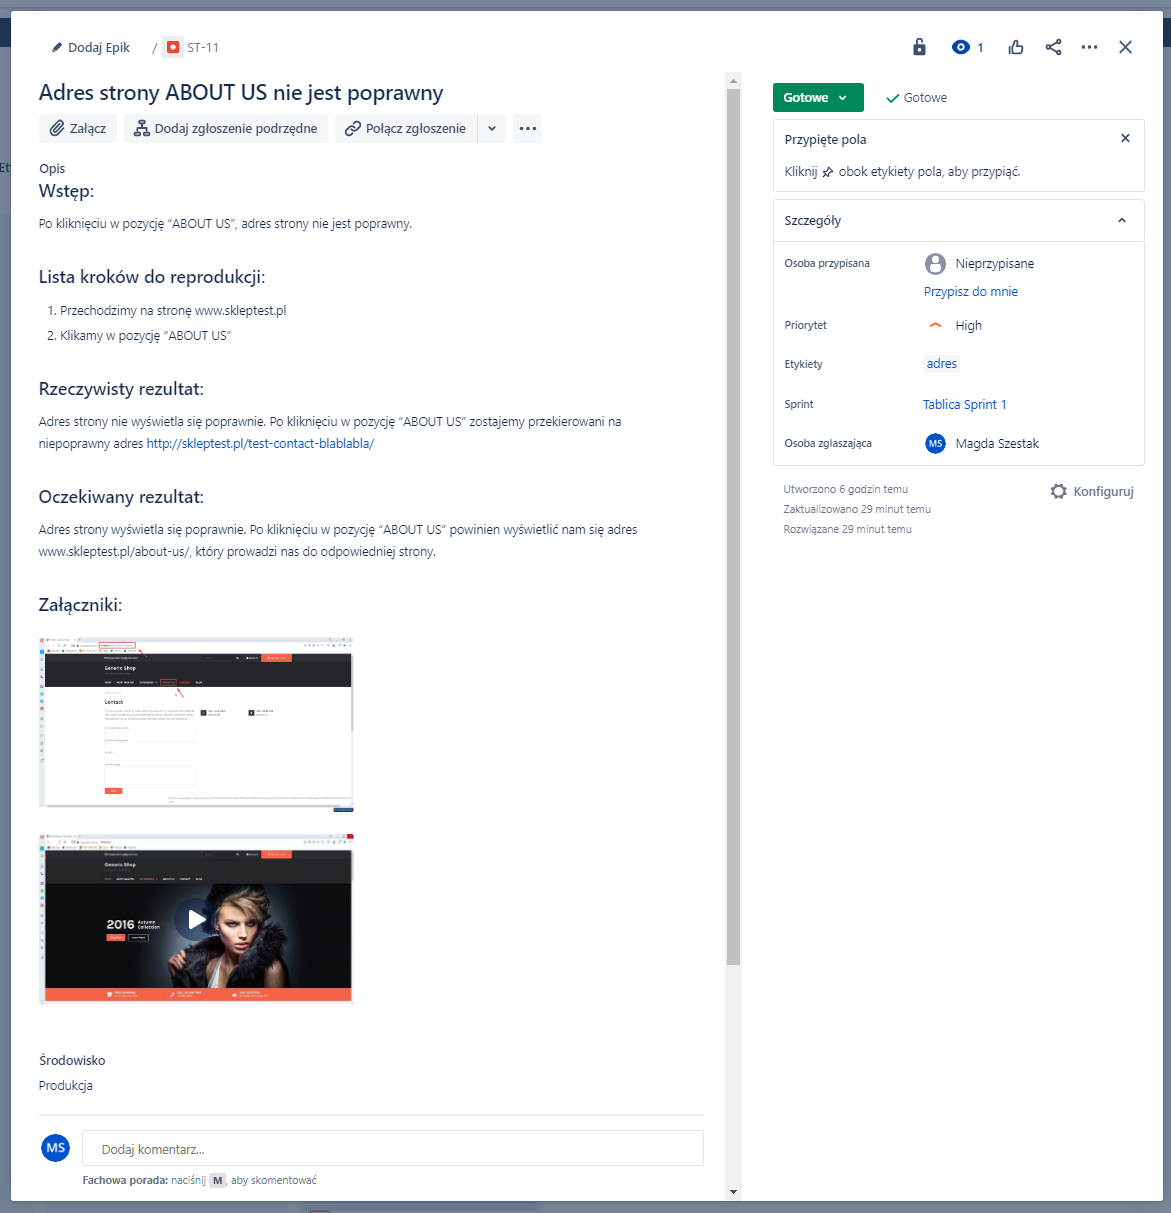 Dodaj Epik / ST-11
1
Adres strony ABOUT US nie jest poprawny
Załącz
Dodaj zgłoszenie podrzędne
Połącz zgłoszenie
Opis
Wstęp:
Po kliknięciu w pozycję “ABOUT US”, adres strony nie jest poprawny.
Lista kroków do reprodukcji:
1. Przechodzimy na stronę www.skleptest.pl
2. Klikamy w pozycję “ABOUT US”
Rzeczywisty rezultat:
Adres strony nie wyświetla się poprawnie. Po kliknięciu w pozycję “ABOUT US” zostajemy przekierowani na
niepoprawny adres http://skleptest.pl/test-contact-blablabla/
Oczekiwany rezultat:
Adres strony wyświetla się poprawnie. Po kliknięciu w pozycję “ABOUT US” powinien wyświetlić nam się adres
www.skleptest.pl/about-us/, który prowadzi nas do odpowiedniej strony.
Załączniki:
Generic Shop
Contact
Generic Shop
2016 Autumn
Collection
Środowisko
Produkcja
MS
Dodaj komentarz...
Fachowa porada: naciśnij M, aby skomentować
Gotowe
Gotowe
Przypięte pola
Kliknij obok etykiety pola, aby przypiąć.
Szczegóły
Osoba przypisana
Nieprzypisane
Przypisz do mnie
Priorytet
High
Etykiety
adres
Sprint
Tablica Sprint 1
Osoba zgłaszająca
MS
Magda Szestak
Utworzono 6 godzin temu
Zaktualizowano 29 minut temu
Rozwiązane 29 minut temu
Konfiguruj